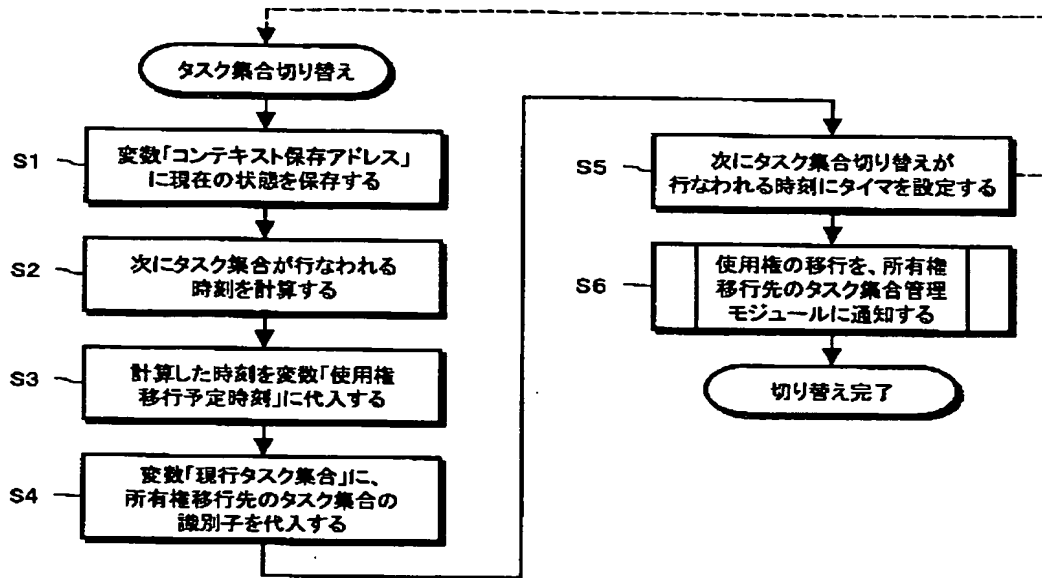 タスク集合切り替え
S1
変数「コンテキスト保存アドレス」
に現在の状態を保存する
S2
次にタスク集合が行なわれる
時刻を計算する
S3
計算した時刻を変数「使用権
移行予定時刻」に代入する
S4
変数「現行タスク集合」に、
所有権移行先のタスク集合の
識別子を代入する
S5
次にタスク集合切り替えが
行なわれる時刻にタイマを設定する
S6
使用権の移行を、所有権
移行先のタスク集合管理
モジュールに通知する
切り替え完了